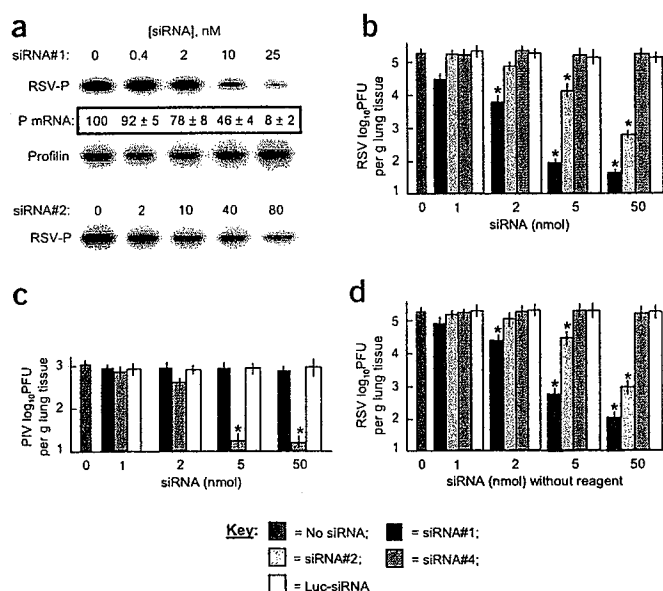 a
[siRNA], nM
siRNA#1: 0 0.4 2 10 25
RSV-P
P mRNA: 100 92 ± 5 78 ± 8 46 ± 4 8 ± 2
Profilin
siRNA#2: 0 2 10 40 80
RSV-P
b
RSV log10PFU
per g lung tissue
5
4
3
2
1
* * * * *
0 1 2 5 50
siRNA (nmol)
c
PIV log10PFU
per g lung tissue
3
2
1
* *
0 1 2 5 50
siRNA (nmol)
d
RSV log10PFU
per g lung tissue
5
4
3
2
1
* * * * *
0 1 2 5 50
siRNA (nmol) without reagent
Key: = No siRNA; = siRNA#1;
= siRNA#2; = siRNA#4;
= Luc-siRNA